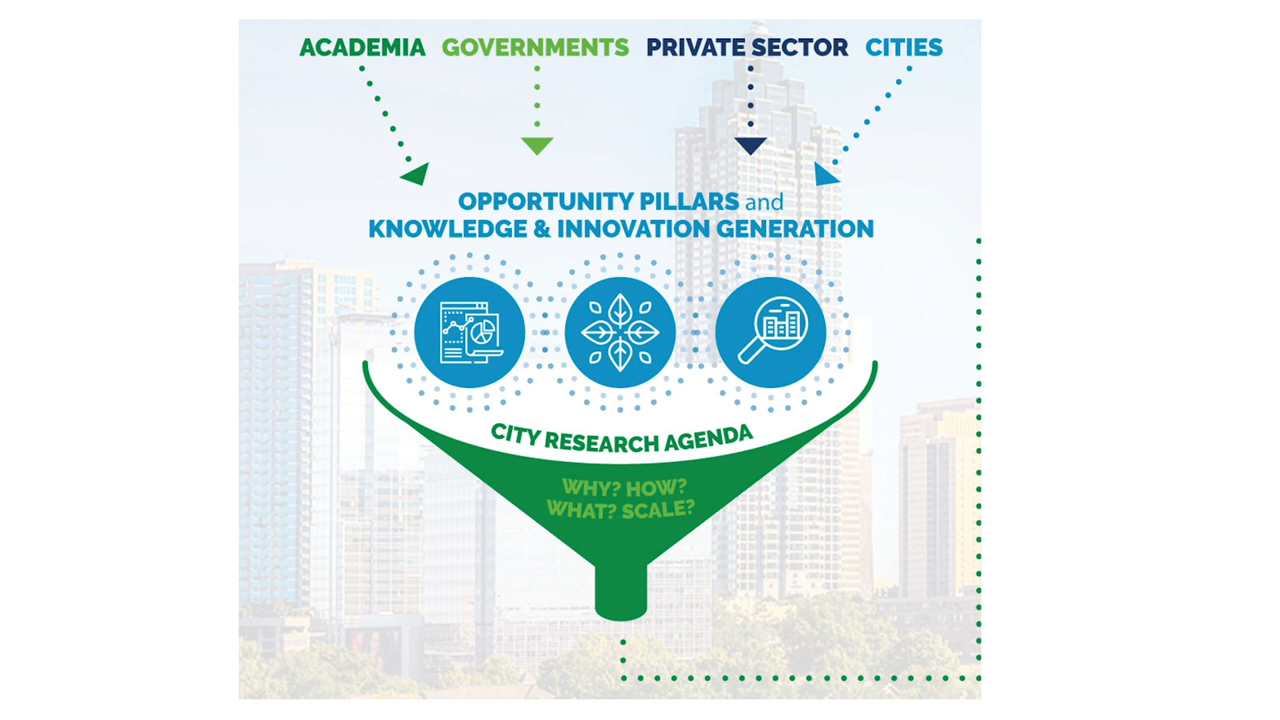 ACADEMIA GOVERNMENTS PRIVATE SECTOR CITIES
OPPORTUNITY PILLARS and
KNOWLEDGE & INNOVATION GENERATION
CITY RESEARCH AGENDA
WHY? HOW?
WHAT? SCALE?